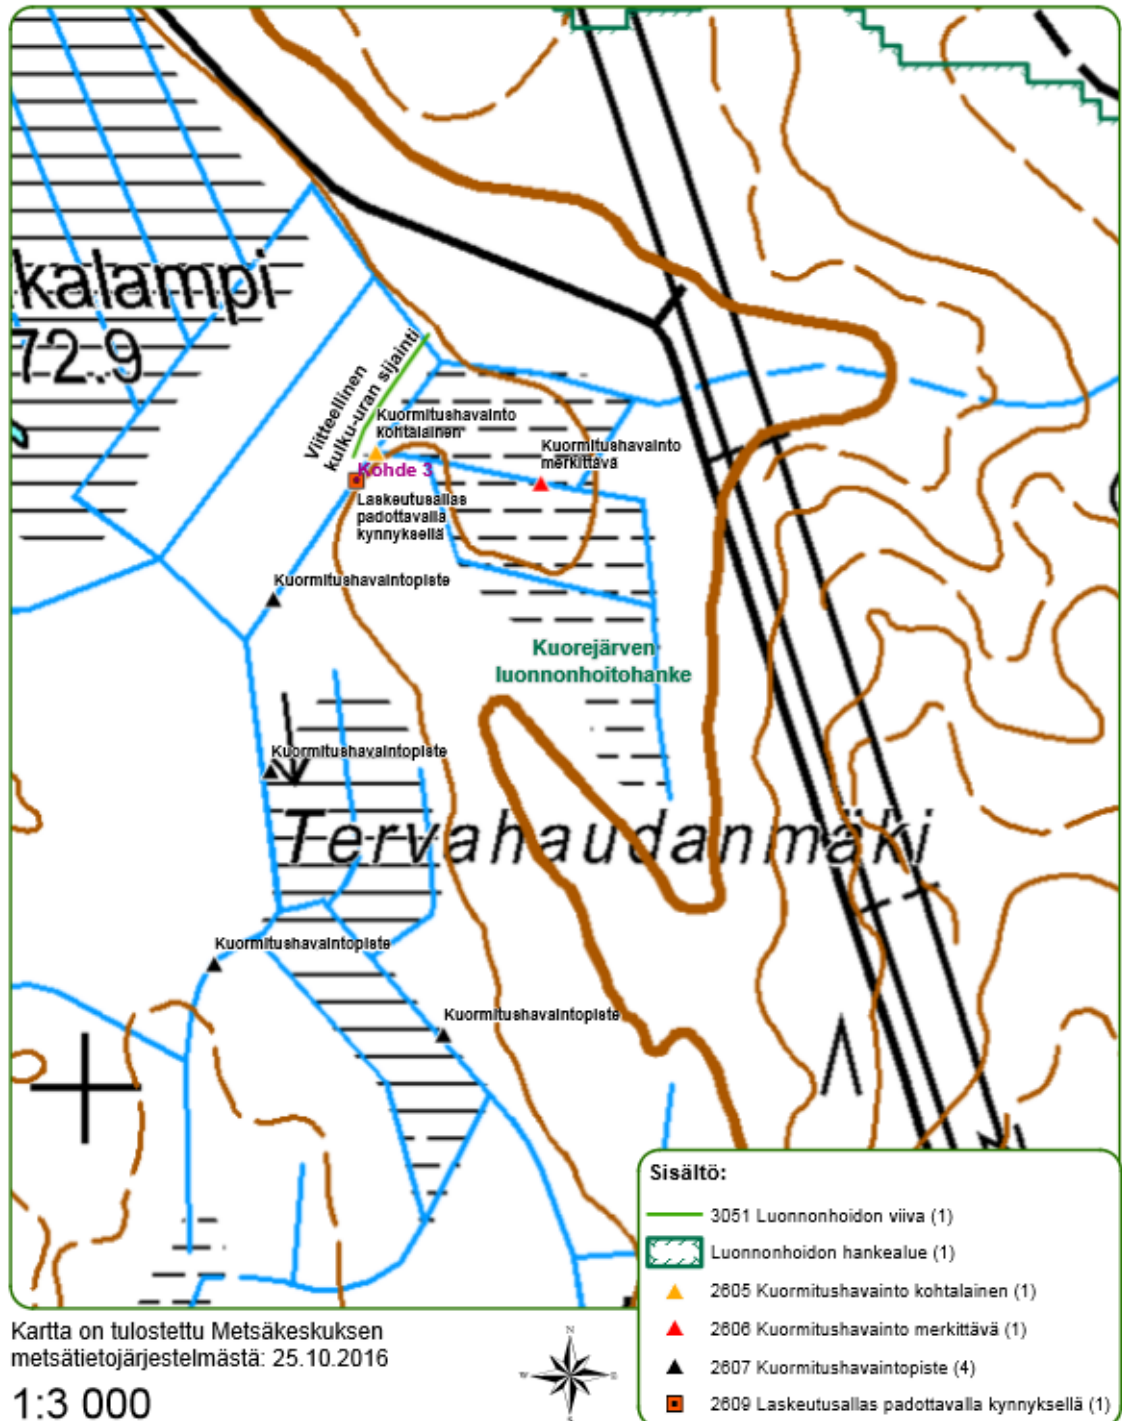 kalampi
72.9
Viitteellinen
kulku-uran sijainti
Kuormitushavainto
kohtalainen
Kuormitushavainto
merkittävä
Kohde 3
Laskeutusallas
padottavalla
kynnyksellä
Kuormitushavaintopiste
Kuorejärven
luonnonhoitohanke
Kuormitushavaintopiste
Tervahaudanmäki
Kuormitushavaintopiste
Kuormitushavaintopiste
Sisältö:
3051 Luonnonhoidon viiva (1)
Luonnonhoidon hankealue (1)
2605 Kuormitushavainto kohtalainen (1)
2606 Kuormitushavainto merkittävä (1)
2607 Kuormitushavaintopiste (4)
2609 Laskeutusallas padottavalla kynnyksellä (1)
Kartta on tulostettu Metsäkeskuksen
metsätietojärjestelmästä: 25.10.2016
1:3 000
N
W
E
S